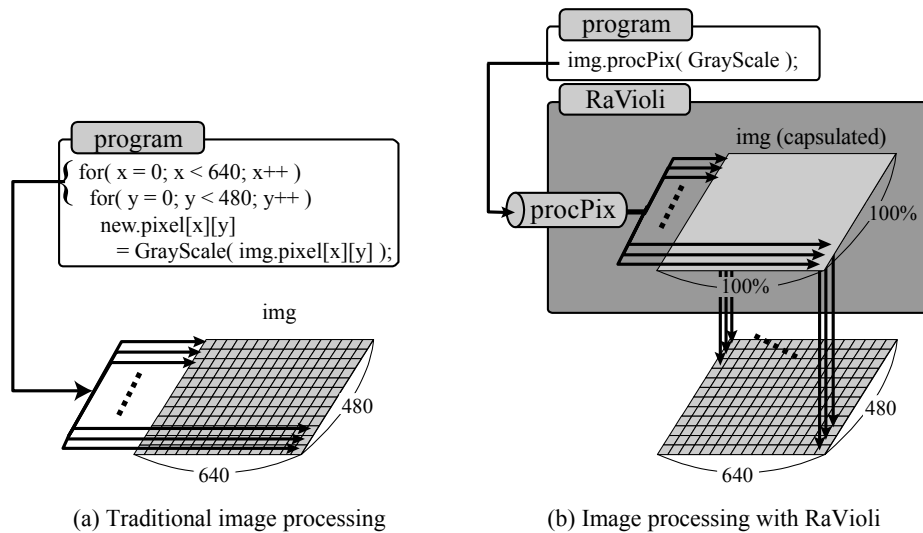 program
for( x = 0; x < 640; x++ )
for( y = 0; y < 480; y++ )
new.pixel[x][y]
= GrayScale( img.pixel[x][y] );
img
480
640
(a) Traditional image processing
program
img.procPix( GrayScale );
RaVioli
img (capsulated)
procPix
100%
100%
480
640
(b) Image processing with RaVioli